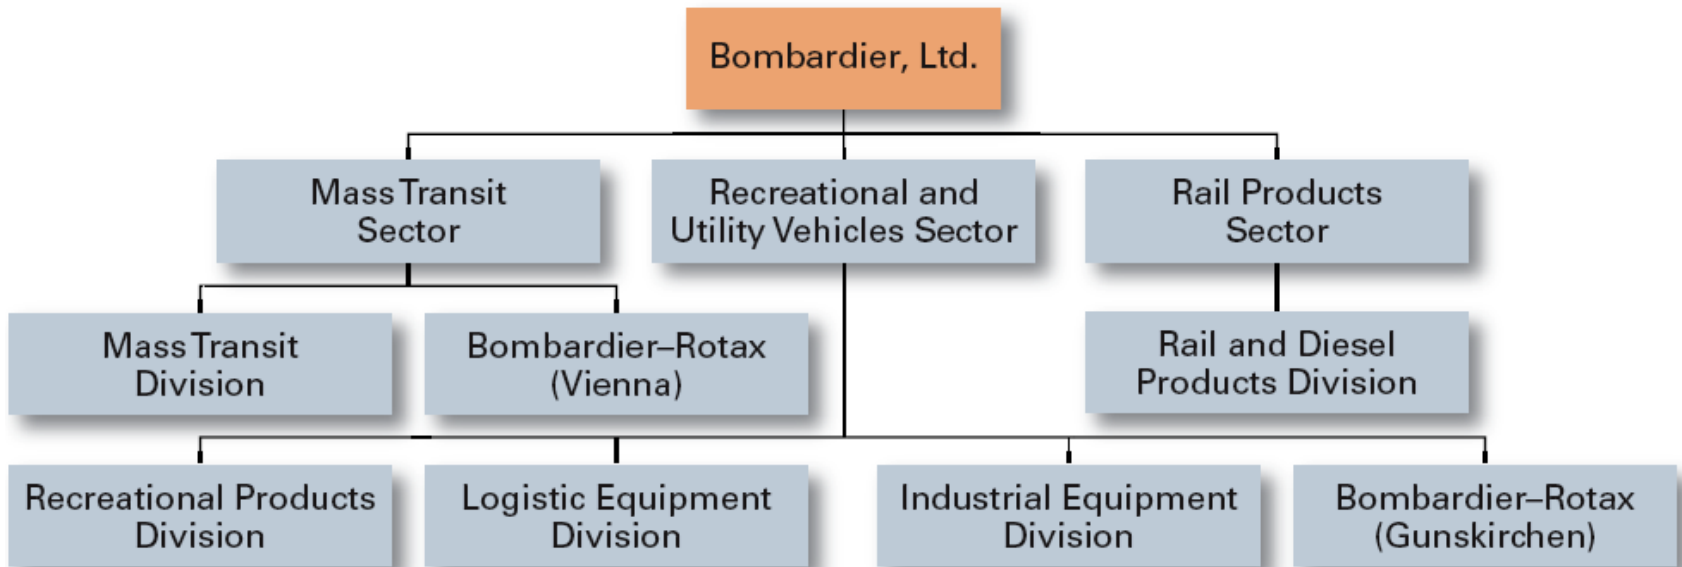 Bombardier, Ltd.
Mass Transit
Sector
Recreational and
Utility Vehicles Sector
Rail Products
Sector
Mass Transit
Division
Bombardier–Rotax
(Vienna)
Rail and Diesel
Products Division
Recreational Products
Division
Logistic Equipment
Division
Industrial Equipment
Division
Bombardier–Rotax
(Gunskirchen)